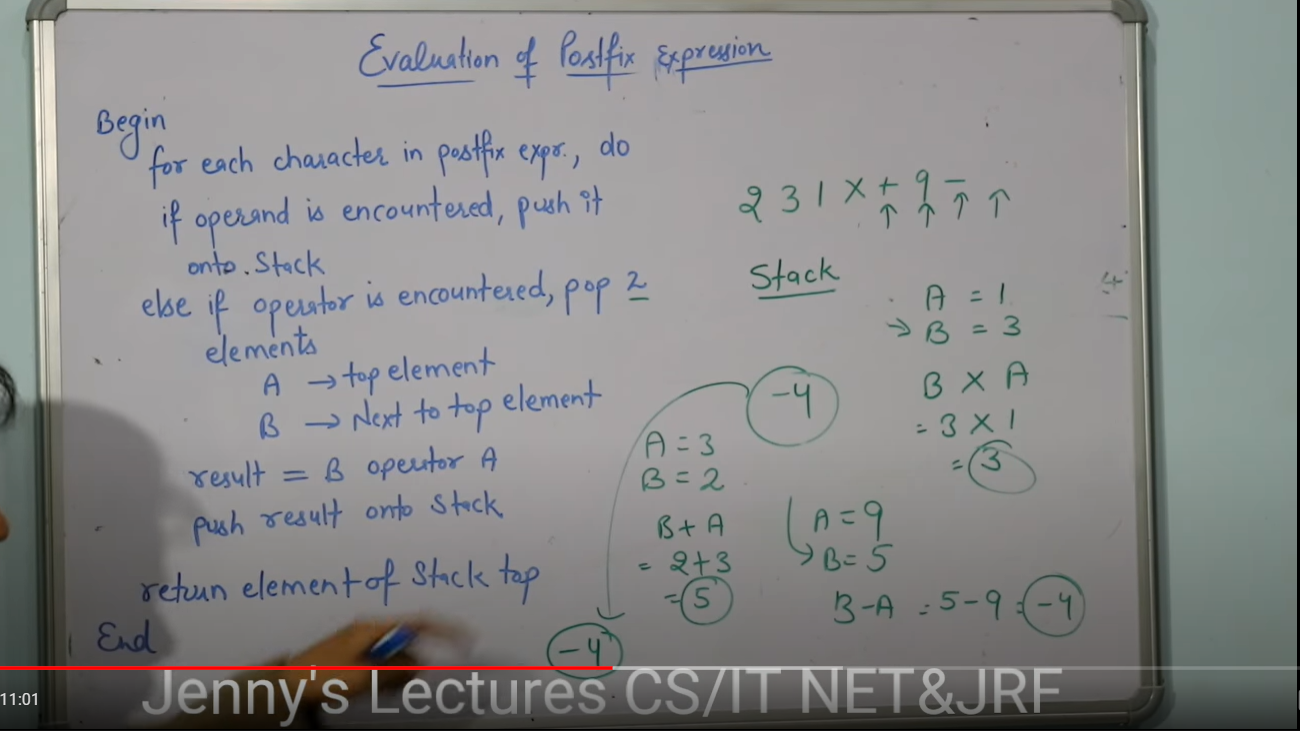 Evaluation of Postfix Expression
Begin
for each character in postfix expr., do
if operand is encountered, push it
onto Stack
else if operator is encountered, pop 2
elements
A → top element
B → Next to top element
result = B operator A
push result onto Stack
return element of Stack top
End
2 3 1 × + 9 -
↑ ↑ ↑ ↑
Stack
-4
A = 1
→ B = 3
B × A
= 3 × 1
= 3
A = 3
B = 2
B + A
= 2+3
= 5
A = 9
B = 5
B - A = 5-9 = -4
-4
Jenny's Lectures CS/IT NET&JRF
11:01